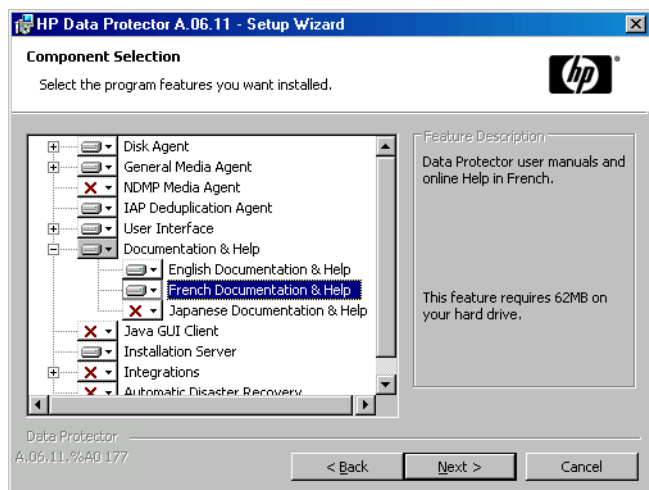 HP Data Protector A.06.11 - Setup Wizard
Component Selection
Select the program features you want installed.
hp
Disk Agent
General Media Agent
NDMP Media Agent
IAP Deduplication Agent
User Interface
Documentation & Help
English Documentation & Help
French Documentation & Help
Japanese Documentation & Help
Java GUI Client
Installation Server
Integrations
Automatic Disaster Recovery
Feature Description
Data Protector user manuals and
online Help in French.
This feature requires 62MB on
your hard drive.
Data Protector
A.06.11.%A0 177
< Back
Next >
Cancel